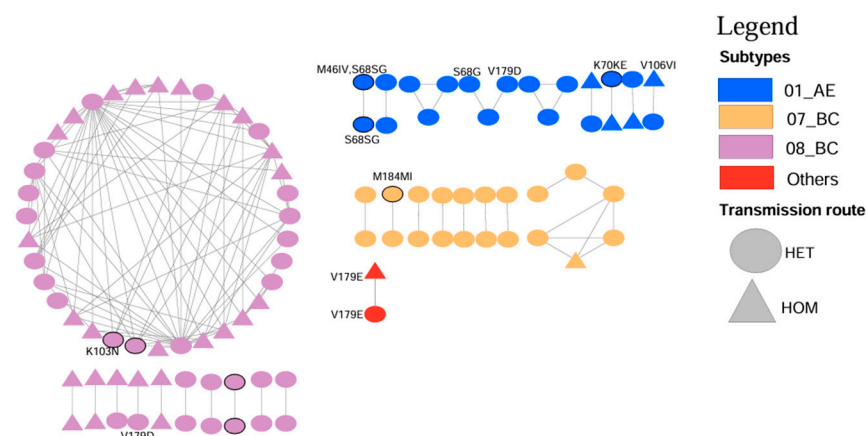 M46IV,S68SG
S68G
V179D
K70KE
V106VI
S68SG
M184MI
V179E
V179E
K103N
V179D
Legend
Subtypes
01_AE
07_BC
08_BC
Others
Transmission route
HET
HOM